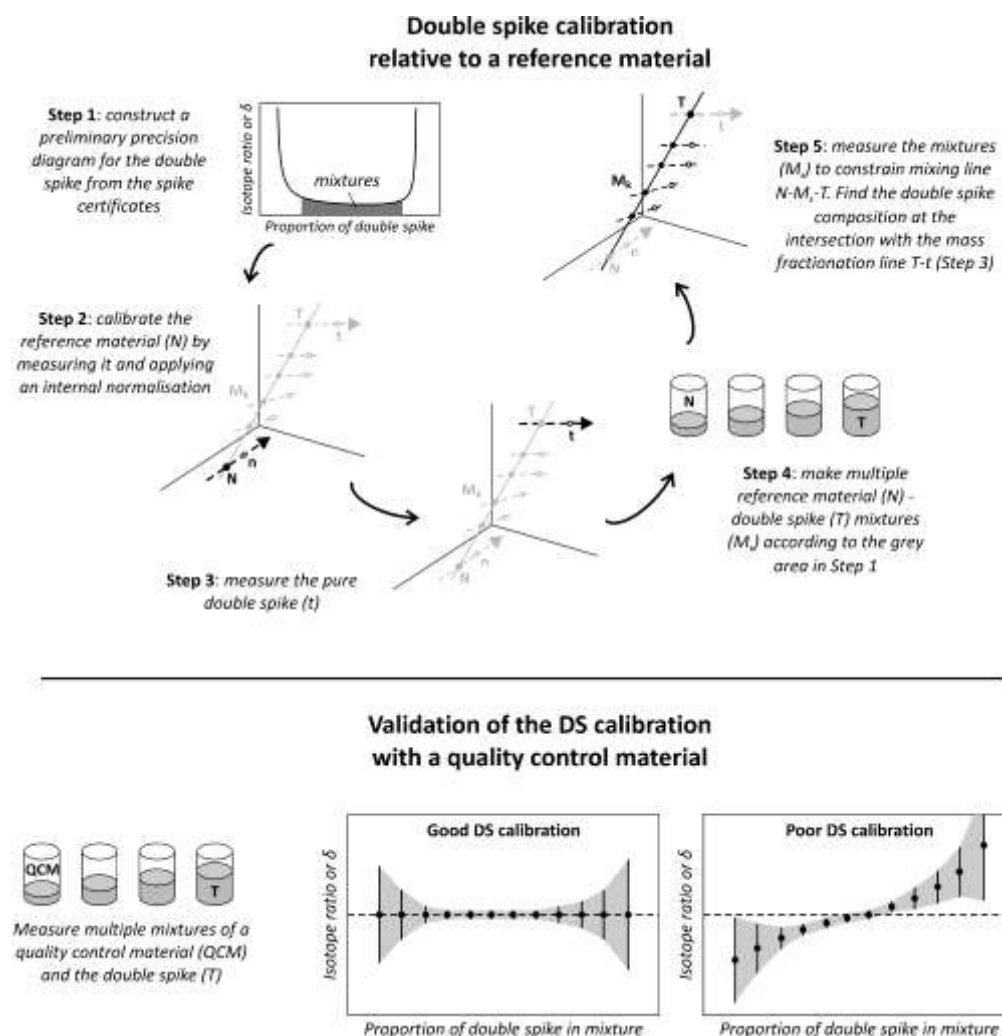 Double spike calibration
relative to a reference material
Step 1: construct a
preliminary precision
diagram for the double
spike from the spike
certificates
Isotope ratio or δ
mixtures
Proportion of double spike
Step 2: calibrate the
reference material (N) by
measuring it and applying
an internal normalisation
T
t
Mₖ
n
N
Step 3: measure the pure
double spike (t)
T
t
Mₖ
n
N
N
T
Step 4: make multiple
reference material (N) -
double spike (T) mixtures
(Mₖ) according to the grey
area in Step 1
T
t
Mₖ
n
N
Step 5: measure the mixtures
(Mₖ) to constrain mixing line
N-Mₖ-T. Find the double spike
composition at the
intersection with the mass
fractionation line T-t (Step 3)
Validation of the DS calibration
with a quality control material
QCM
T
Measure multiple mixtures of a
quality control material (QCM)
and the double spike (T)
Good DS calibration
Isotope ratio or δ
Proportion of double spike in mixture
Poor DS calibration
Isotope ratio or δ
Proportion of double spike in mixture